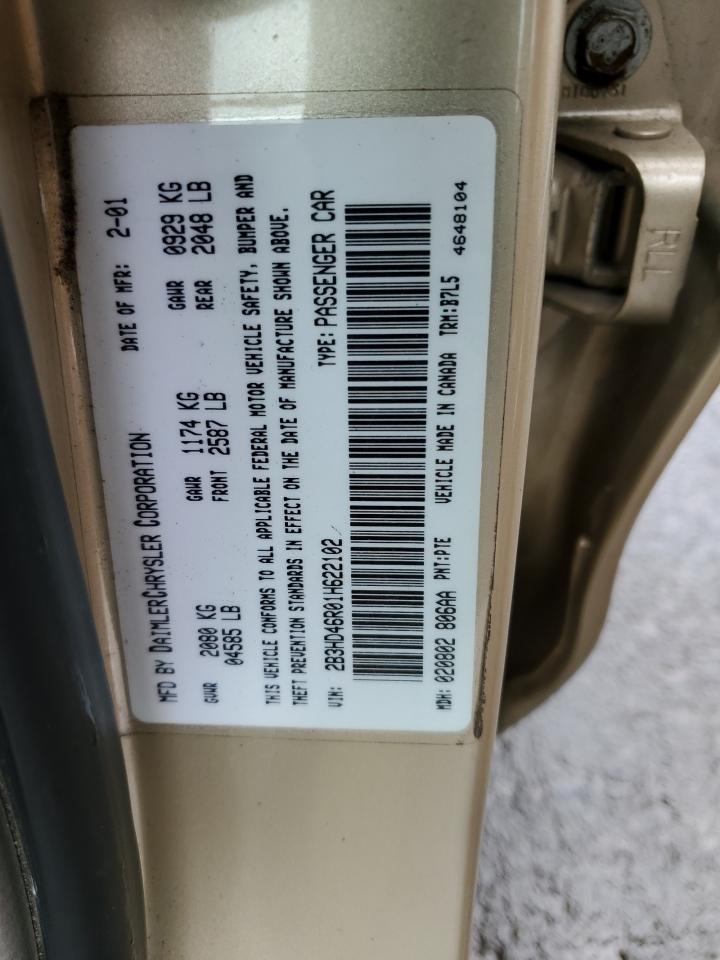 MFD BY DAIMLERCHRYSLER CORPORATION DATE OF MFR: 2-01
GVWR 2080 KG GAWR 1174 KG GAWR 0929 KG
04585 LB FRONT 2587 LB REAR 2048 LB
THIS VEHICLE CONFORMS TO ALL APPLICABLE FEDERAL MOTOR VEHICLE SAFETY, BUMPER AND
THEFT PREVENTION STANDARDS IN EFFECT ON THE DATE OF MANUFACTURE SHOWN ABOVE.
VIN: 2B3HD46R01H622102 TYPE: PASSENGER CAR
MDH: 020802 806AA PNT:PTE VEHICLE MADE IN CANADA TRM:B7L5 4648104
RLL